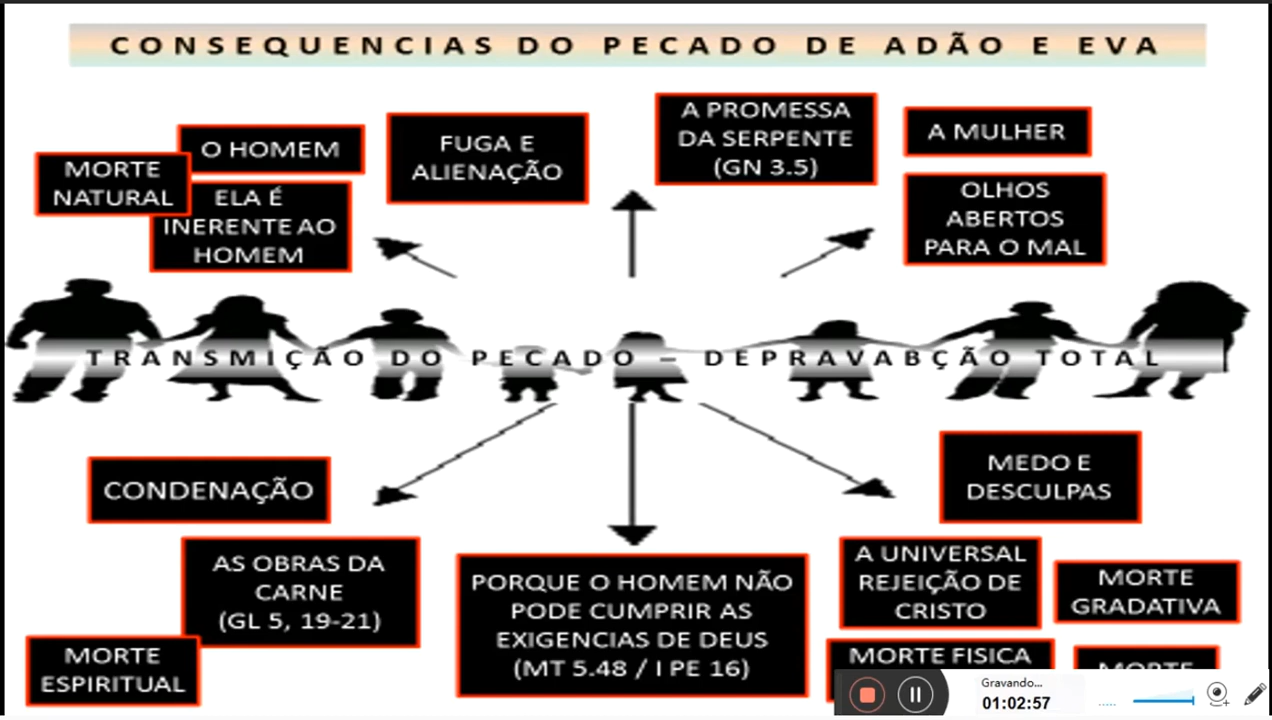 CONSEQUENCIAS DO PECADO DE ADÃO E EVA
MORTE
NATURAL
O HOMEM
ELA É
INERENTE AO
HOMEM
FUGA E
ALIENAÇÃO
A PROMESSA
DA SERPENTE
(GN 3.5)
A MULHER
OLHOS
ABERTOS
PARA O MAL
TRANSMIÇÃO DO PECADO – DEPRAVABÇÃO TOTAL
CONDENAÇÃO
AS OBRAS DA
CARNE
(GL 5, 19-21)
MORTE
ESPIRITUAL
PORQUE O HOMEM NÃO
PODE CUMPRIR AS
EXIGENCIAS DE DEUS
(MT 5.48 / I PE 16)
MEDO E
DESCULPAS
A UNIVERSAL
REJEIÇÃO DE
CRISTO
MORTE
GRADATIVA
MORTE FISICA
MORTE
Gravando...
01:02:57